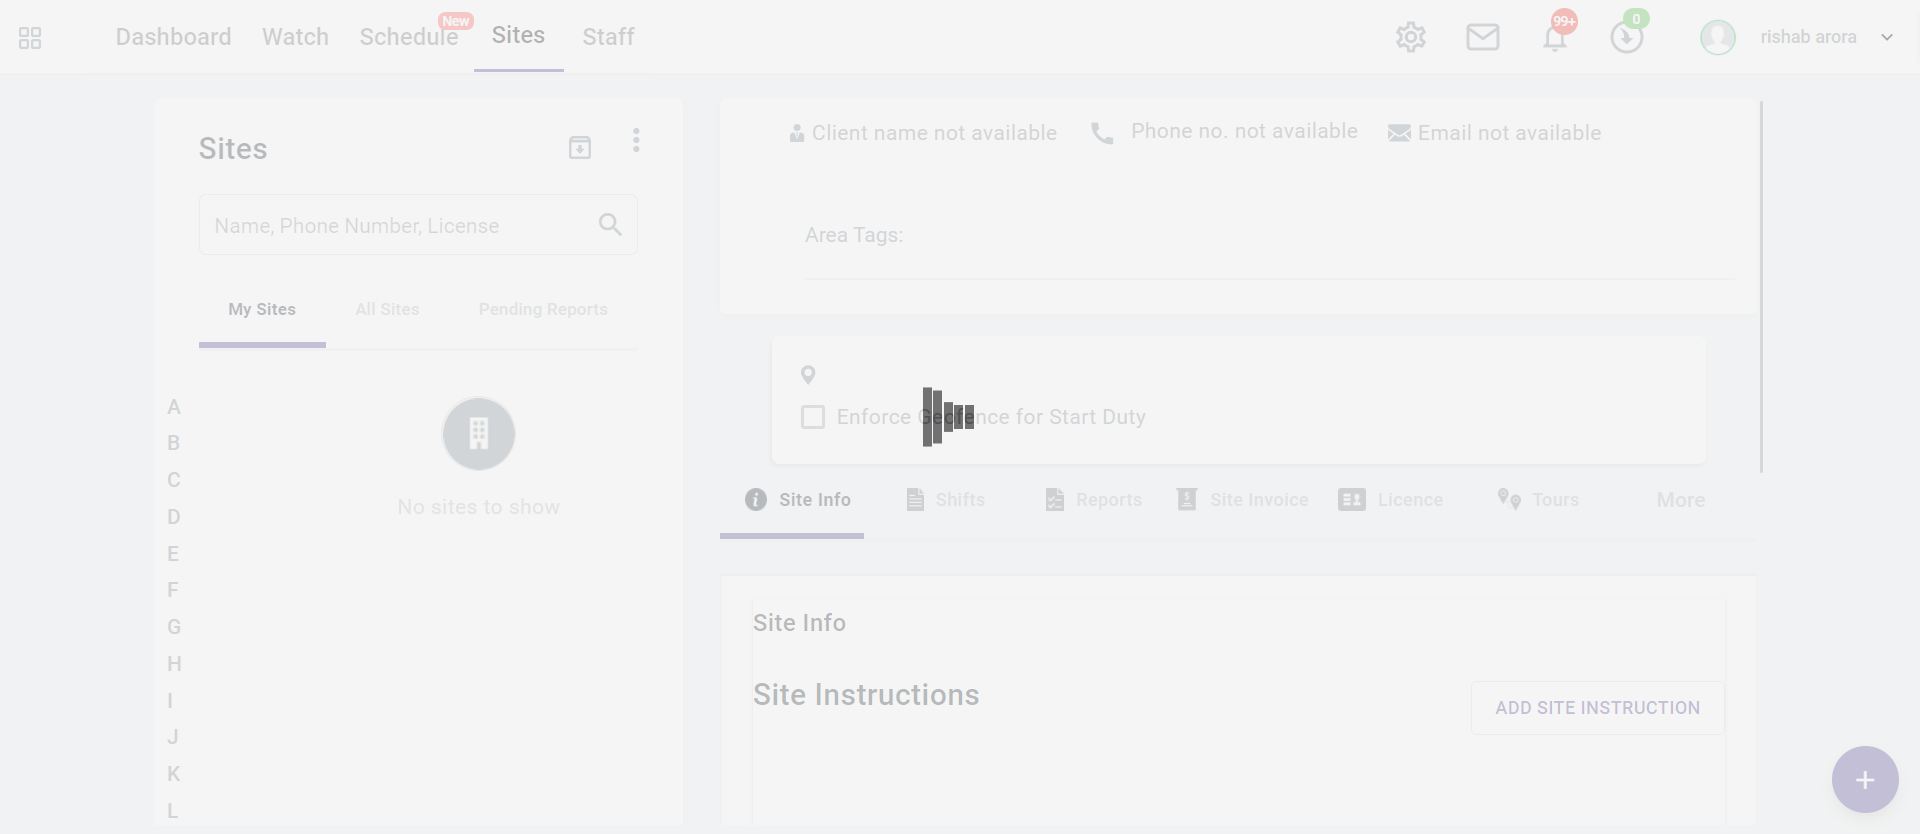 Dashboard
Watch
Schedule
New
Sites
Staff
99+
0
rishab arora
Sites
Name, Phone Number, License
My Sites
All Sites
Pending Reports
A
B
C
D
E
F
G
H
I
J
K
L
No sites to show
Client name not available
Phone no. not available
Email not available
Area Tags:
Enforce Geofence for Start Duty
Site Info
Shifts
Reports
Site Invoice
Licence
Tours
More
Site Info
Site Instructions
ADD SITE INSTRUCTION